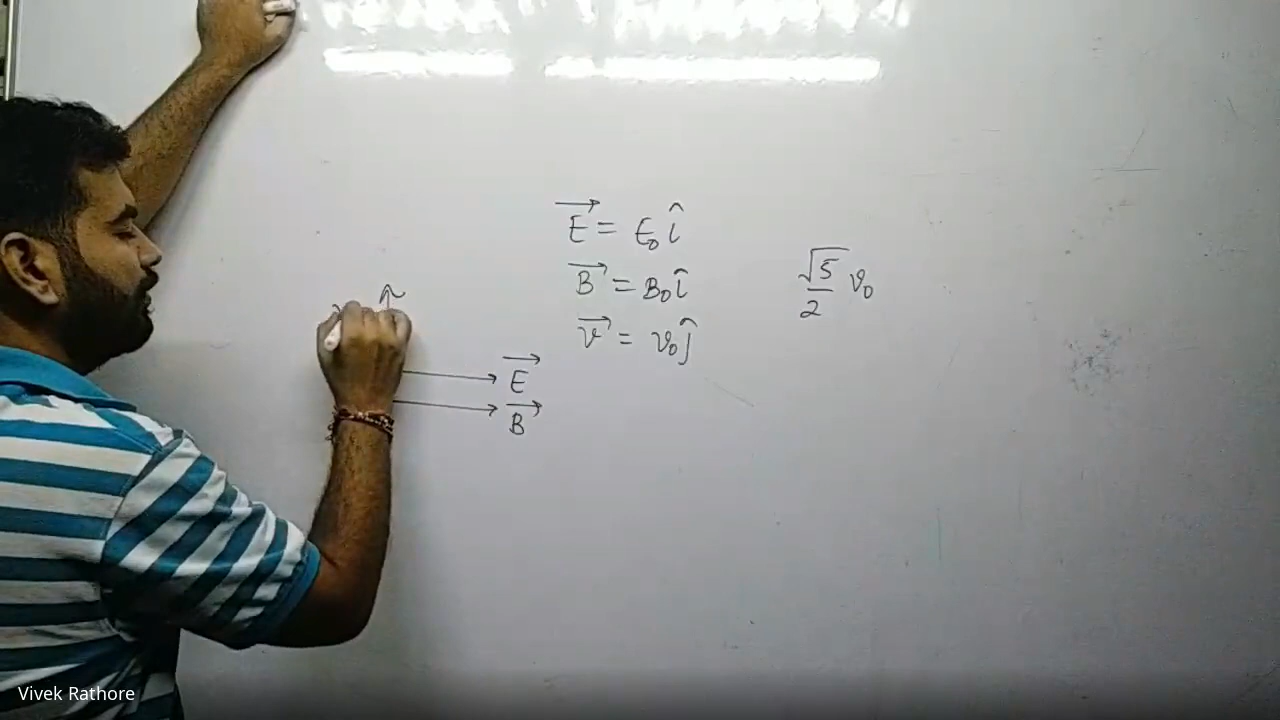 E⃗ = E₀ î
B⃗ = B₀ î
v⃗ = v₀ ĵ
√5/2 v₀
E⃗
B⃗
Vivek Rathore